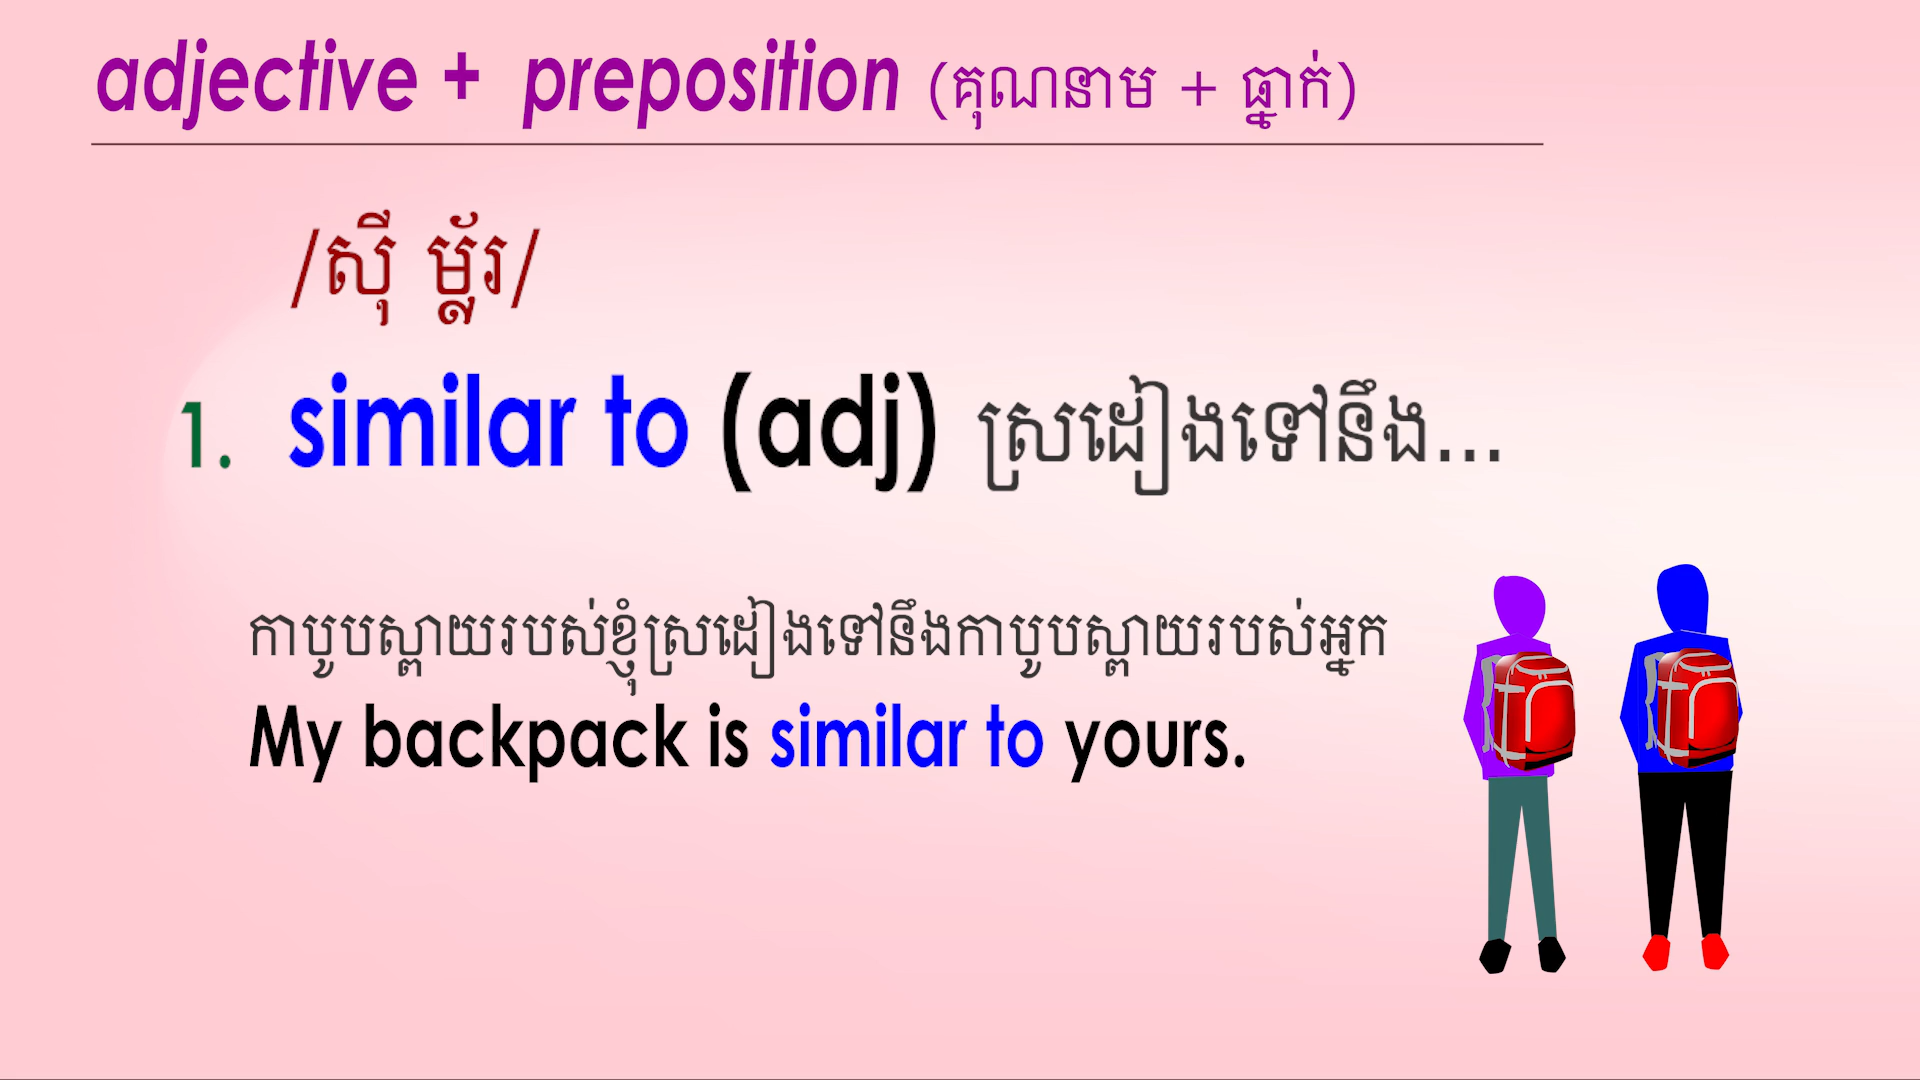 adjective + preposition (គុណនាម + ធ្នាក់)
/ស៊ី ម្ល័រ/
1. similar to (adj) ស្រដៀងទៅនឹង...
កាបូបស្ពាយរបស់ខ្ញុំស្រដៀងទៅនឹងកាបូបស្ពាយរបស់អ្នក
My backpack is similar to yours.